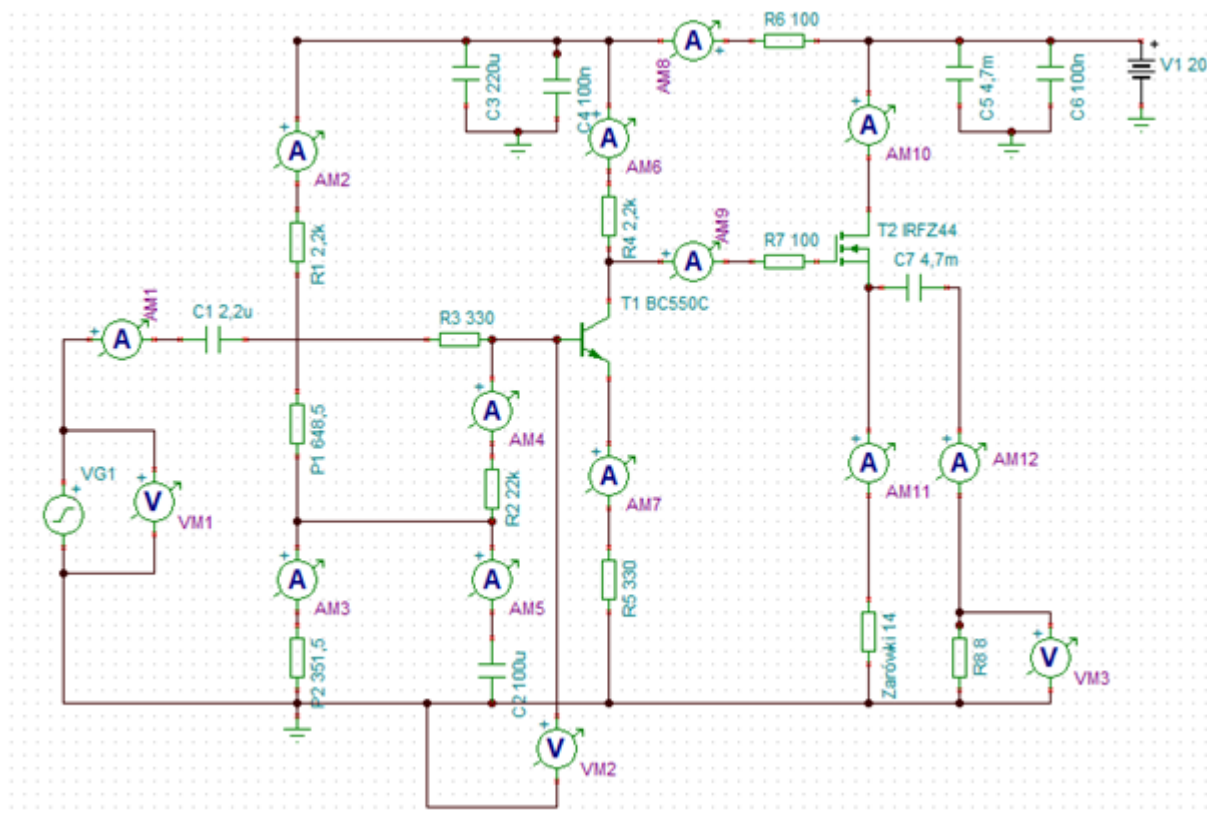 R6 100
A
AM8
C3 220u
C4 100n
C5 4,7m
C6 100n
V1 20
A
AM2
A
AM6
A
AM10
R1 2,2k
R4 2,2k
AM9
A
R7 100
T2 IRFZ44
C7 4,7m
T1 BC550C
AM1
A
C1 2,2u
R3 330
P1 648,5
A
AM4
R2 22k
A
AM7
A
AM11
A
AM12
VG1
V
VM1
A
AM3
A
AM5
R5 330
P2 351,5
C2 100u
Zarówki 14
R8 8
V
VM3
V
VM2